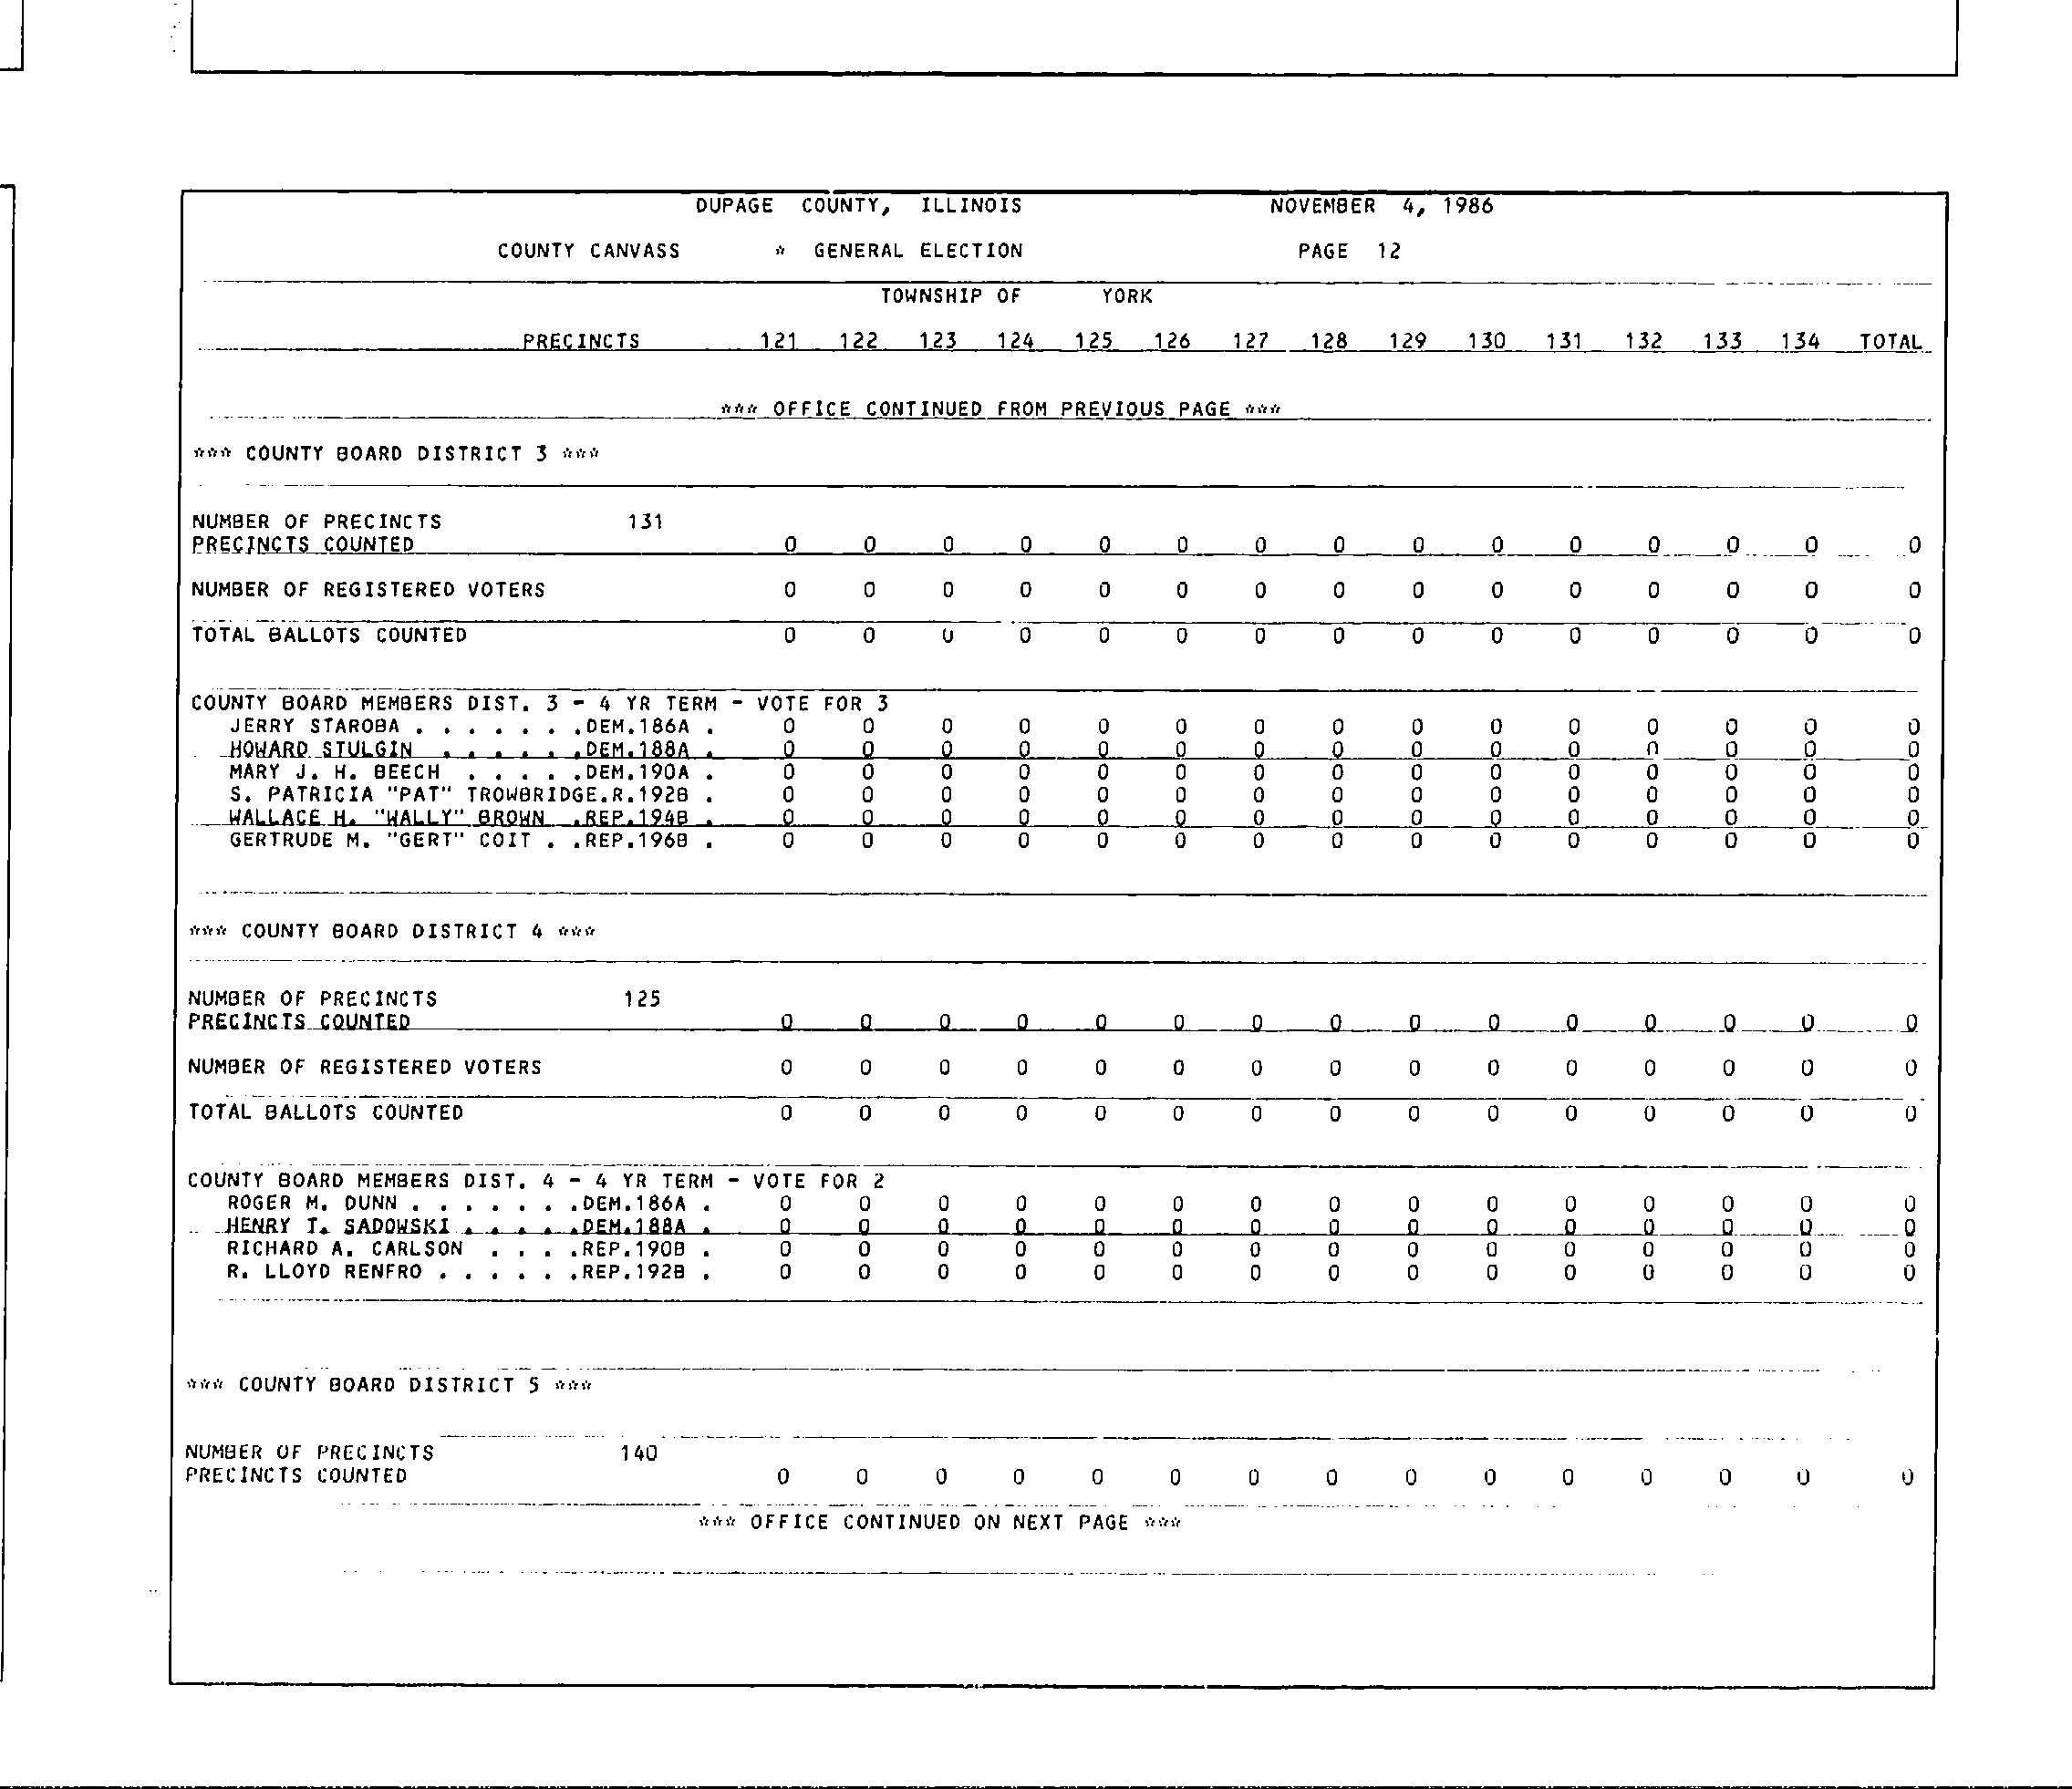 DUPAGE COUNTY, ILLINOIS NOVEMBER 4, 1986
COUNTY CANVASS * GENERAL ELECTION PAGE 12
TOWNSHIP OF YORK
PRECINCTS 121 122 123 124 125 126 127 128 129 130 131 132 133 134 TOTAL
*** OFFICE CONTINUED FROM PREVIOUS PAGE ***
*** COUNTY BOARD DISTRICT 3 ***
NUMBER OF PRECINCTS 131
PRECINCTS COUNTED 0 0 0 0 0 0 0 0 0 0 0 0 0 0 0
NUMBER OF REGISTERED VOTERS 0 0 0 0 0 0 0 0 0 0 0 0 0 0 0
TOTAL BALLOTS COUNTED 0 0 0 0 0 0 0 0 0 0 0 0 0 0 0
COUNTY BOARD MEMBERS DIST. 3 - 4 YR TERM - VOTE FOR 3
JERRY STAROBA . . . . . . .DEM.186A . 0 0 0 0 0 0 0 0 0 0 0 0 0 0 0
HOWARD STULGIN . . . . . .DEM.188A . 0 0 0 0 0 0 0 0 0 0 0 0 0 0 0
MARY J. H. BEECH . . . . .DEM.190A . 0 0 0 0 0 0 0 0 0 0 0 0 0 0 0
S. PATRICIA "PAT" TROWBRIDGE.R.192B . 0 0 0 0 0 0 0 0 0 0 0 0 0 0 0
WALLACE H. "WALLY" BROWN .REP.194B . 0 0 0 0 0 0 0 0 0 0 0 0 0 0 0
GERTRUDE M. "GERT" COIT . .REP.196B . 0 0 0 0 0 0 0 0 0 0 0 0 0 0 0
*** COUNTY BOARD DISTRICT 4 ***
NUMBER OF PRECINCTS 125
PRECINCTS COUNTED 0 0 0 0 0 0 0 0 0 0 0 0 0 0 0
NUMBER OF REGISTERED VOTERS 0 0 0 0 0 0 0 0 0 0 0 0 0 0 0
TOTAL BALLOTS COUNTED 0 0 0 0 0 0 0 0 0 0 0 0 0 0 0
COUNTY BOARD MEMBERS DIST. 4 - 4 YR TERM - VOTE FOR 2
ROGER M. DUNN . . . . . . .DEM.186A . 0 0 0 0 0 0 0 0 0 0 0 0 0 0 0
HENRY T. SADOWSKI . . . . .DEM.188A . 0 0 0 0 0 0 0 0 0 0 0 0 0 0 0
RICHARD A. CARLSON . . . .REP.190B . 0 0 0 0 0 0 0 0 0 0 0 0 0 0 0
R. LLOYD RENFRO . . . . . .REP.192B . 0 0 0 0 0 0 0 0 0 0 0 0 0 0 0
*** COUNTY BOARD DISTRICT 5 ***
NUMBER OF PRECINCTS 140
PRECINCTS COUNTED 0 0 0 0 0 0 0 0 0 0 0 0 0 0 0
*** OFFICE CONTINUED ON NEXT PAGE ***